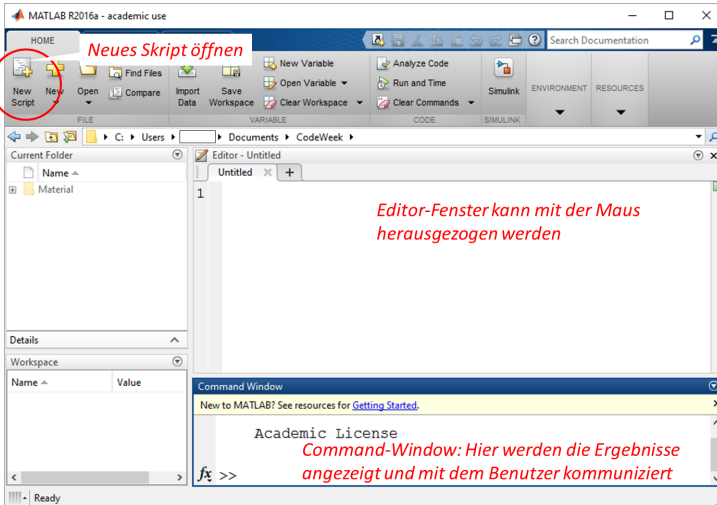 MATLAB R2016a - academic use
HOME
Neues Skript öffnen
Search Documentation
New Script
New
Open
Find Files
Compare
Import Data
Save Workspace
New Variable
Open Variable
Clear Workspace
Analyze Code
Run and Time
Clear Commands
Simulink
ENVIRONMENT
RESOURCES
FILE
VARIABLE
CODE
SIMULINK
C: Users Documents CodeWeek
Current Folder
Name
Material
Editor - Untitled
Untitled
1
Editor-Fenster kann mit der Maus
herausgezogen werden
Details
Workspace
Name Value
Command Window
New to MATLAB? See resources for Getting Started.
Academic License
Command-Window: Hier werden die Ergebnisse
angezeigt und mit dem Benutzer kommuniziert
fx >>
Ready